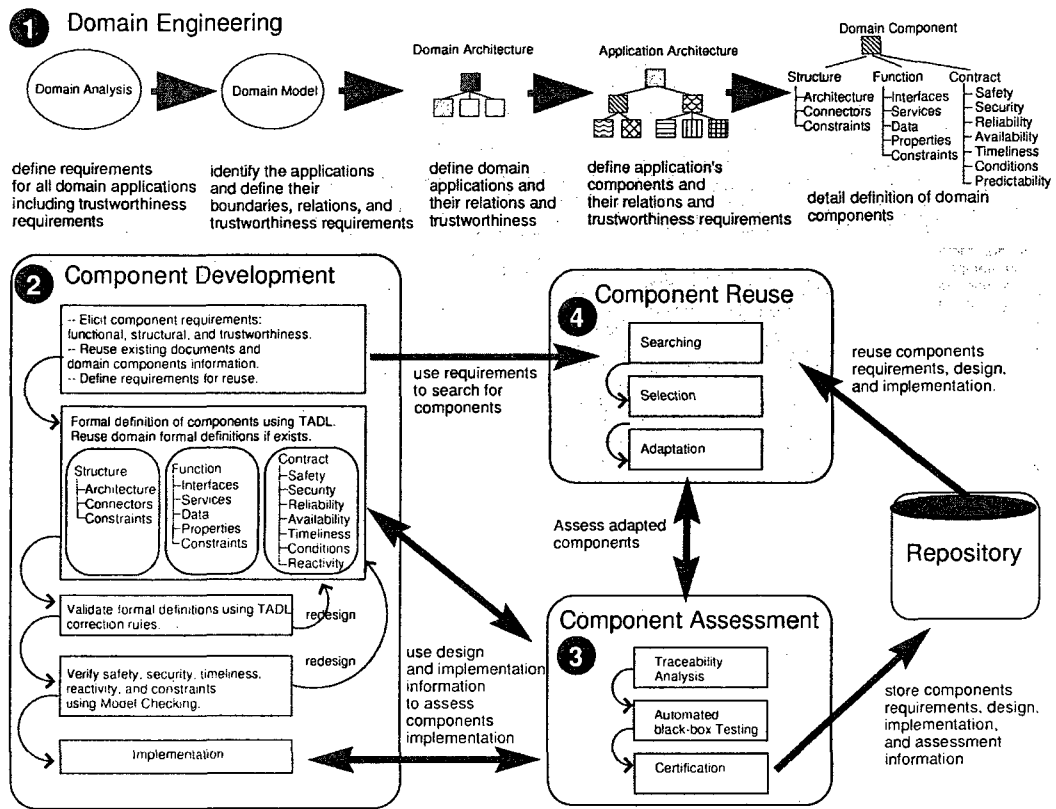 1 Domain Engineering
Domain Analysis
Domain Model
Domain Architecture
Application Architecture
Domain Component
Structure
Architecture
Connectors
Constraints
Function
Interfaces
Services
Data
Properties
Constraints
Contract
Safety
Security
Reliability
Availability
Timeliness
Conditions
Predictability
define requirements
for all domain applications
including trustworthiness
requirements
identify the applications
and define their
boundaries, relations, and
trustworthiness requirements
define domain
applications and
their relations and
trustworthiness
define application's
components and
their relations and
trustworthiness requirements
detail definition of domain
components
2 Component Development
-- Elicit component requirements:
functional, structural, and trustworthiness.
-- Reuse existing documents and
domain components information.
-- Define requirements for reuse.
Formal definition of components using TADL.
Reuse domain formal definitions if exists.
Structure
Architecture
Connectors
Constraints
Function
Interfaces
Services
Data
Properties
Constraints
Contract
Safety
Security
Reliability
Availability
Timeliness
Conditions
Reactivity
Validate formal definitions using TADL
correction rules.
redesign
Verify safety, security, timeliness,
reactivity, and constraints
using Model Checking.
redesign
Implementation
use requirements
to search for
components
4 Component Reuse
Searching
Selection
Adaptation
reuse components
requirements, design,
and implementation.
Assess adapted
components
Repository
use design
and implementation
information
to assess
components
implementation
Component Assessment
3
Traceability
Analysis
Automated
black-box Testing
Certification
store components
requirements, design,
implementation,
and assessment
information